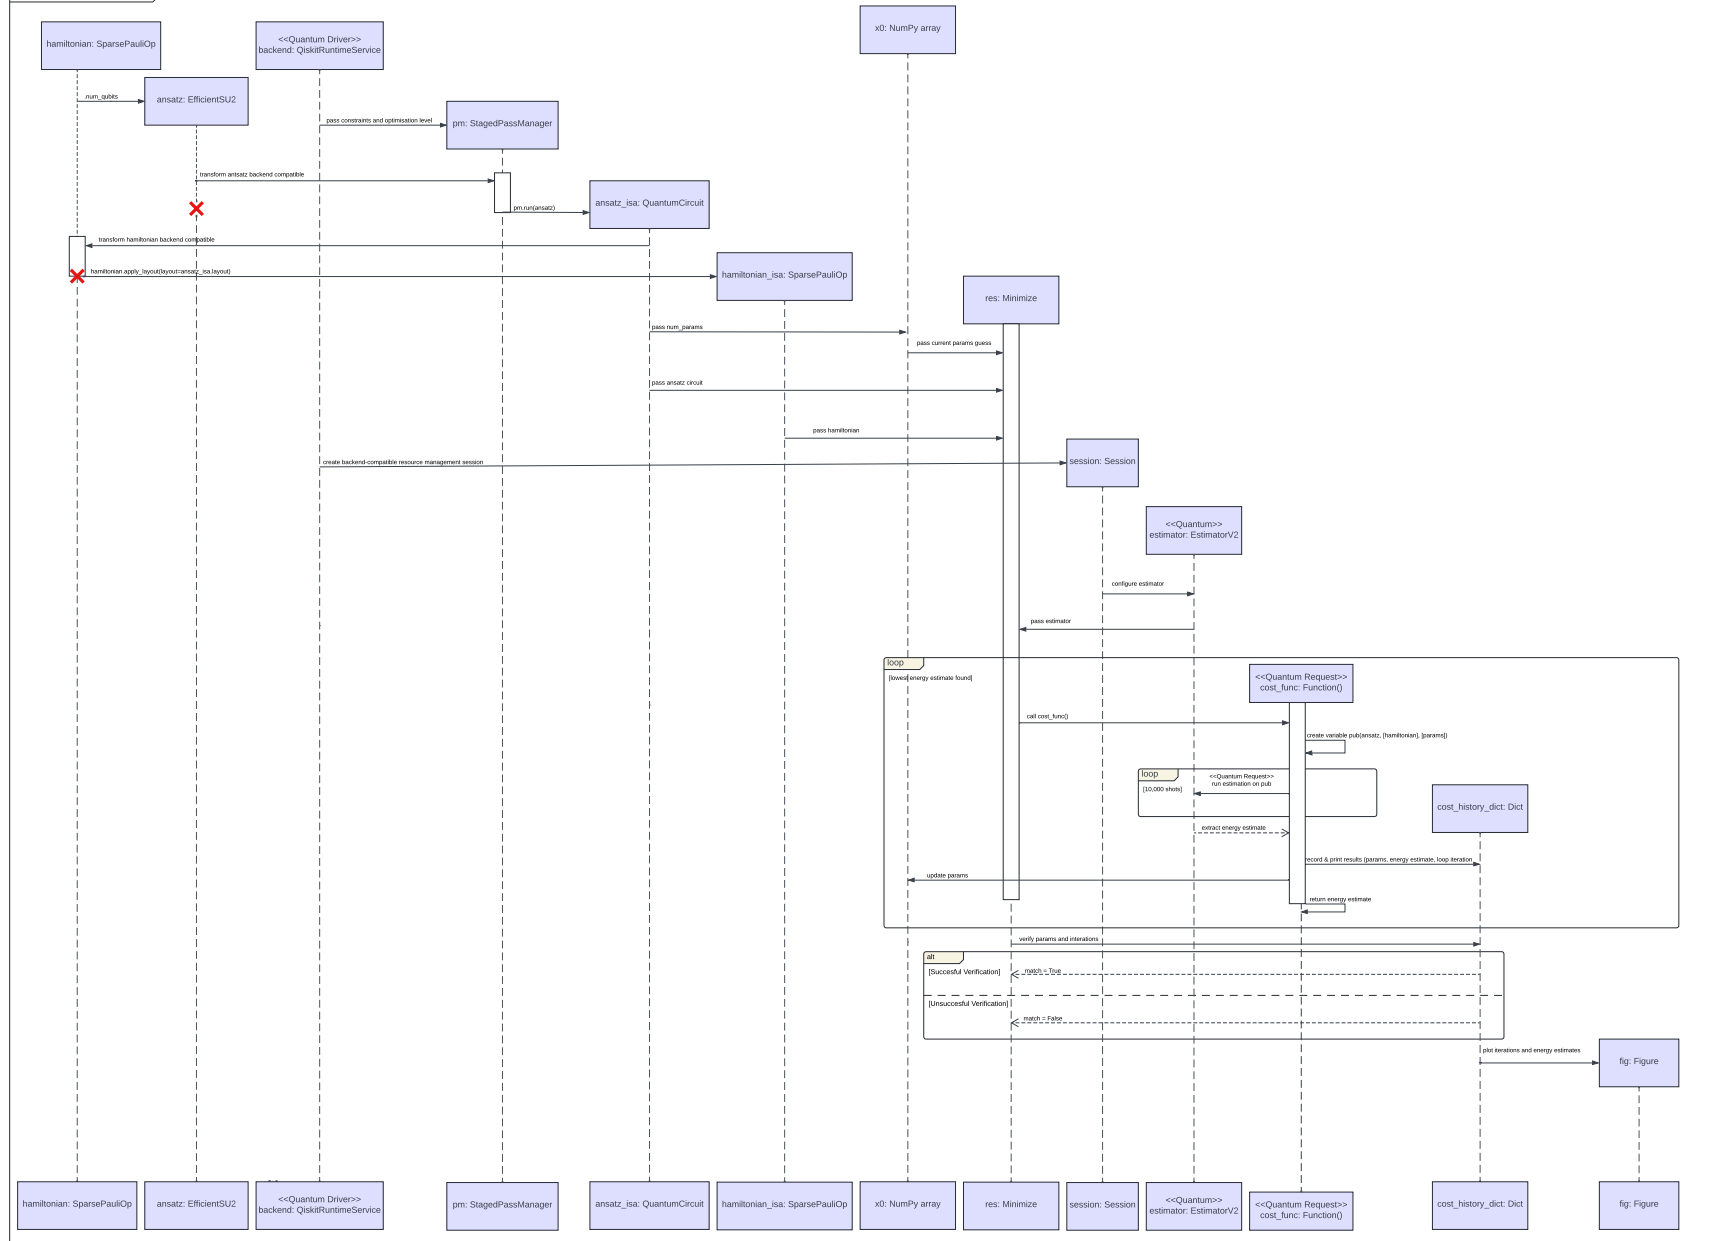 x0: NumPy array
hamiltonian: SparsePauliOp
<<Quantum Driver>>
backend: QiskitRuntimeService
.num_qubits
ansatz: EfficientSU2
pass constraints and optimisation level
pm: StagedPassManager
transform antsatz backend compatible
pm.run(ansatz)
ansatz_isa: QuantumCircuit
transform hamiltonian backend compatible
hamiltonian.apply_layout(layout=ansatz_isa.layout)
hamiltonian_isa: SparsePauliOp
res: Minimize
pass num_params
pass current params guess
pass ansatz circuit
pass hamiltonian
create backend-compatible resource management session
session: Session
<<Quantum>>
estimator: EstimatorV2
configure estimator
pass estimator
loop
[lowest energy estimate found]
<<Quantum Request>>
cost_func: Function()
call cost_func()
create variable pub(ansatz, [hamiltonian], [params])
loop
[10,000 shots]
<<Quantum Request>>
run estimation on pub
cost_history_dict: Dict
extract energy estimate
record & print results (params, energy estimate, loop iteration
update params
return energy estimate
verify params and interations
alt
[Succesful Verification]
match = True
[Unsuccesful Verification]
match = False
plot iterations and energy estimates
fig: Figure
hamiltonian: SparsePauliOp
ansatz: EfficientSU2
<<Quantum Driver>>
backend: QiskitRuntimeService
pm: StagedPassManager
ansatz_isa: QuantumCircuit
hamiltonian_isa: SparsePauliOp
x0: NumPy array
res: Minimize
session: Session
<<Quantum>>
estimator: EstimatorV2
<<Quantum Request>>
cost_func: Function()
cost_history_dict: Dict
fig: Figure